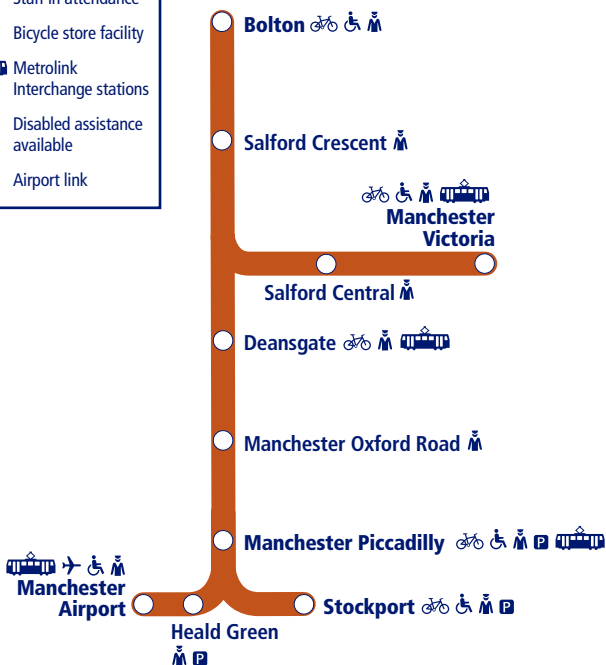 Staff in attendance
Bicycle store facility
Metrolink
Interchange stations
Disabled assistance
available
Airport link
Bolton
Salford Crescent
Manchester
Victoria
Salford Central
Deansgate
Manchester Oxford Road
Manchester Piccadilly P
Manchester
Airport
Stockport P
Heald Green
P